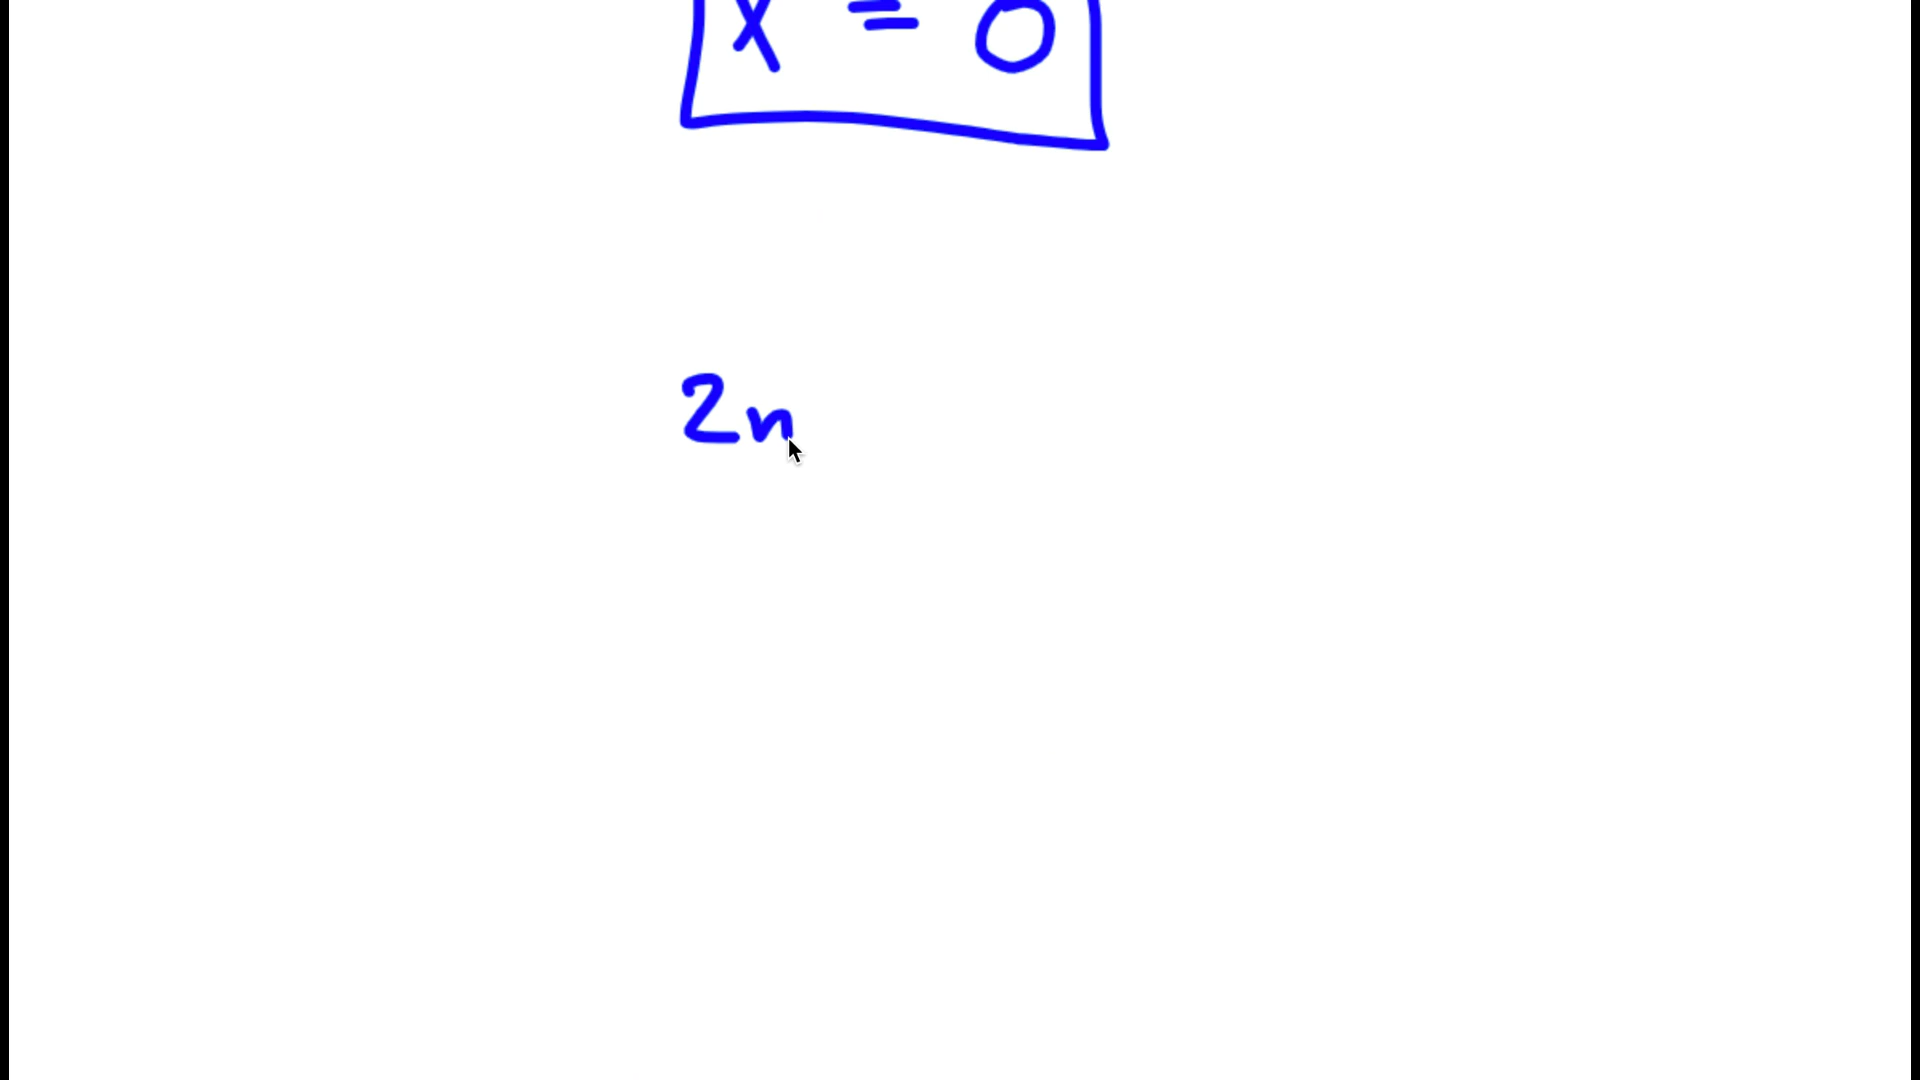 x = 0
2n